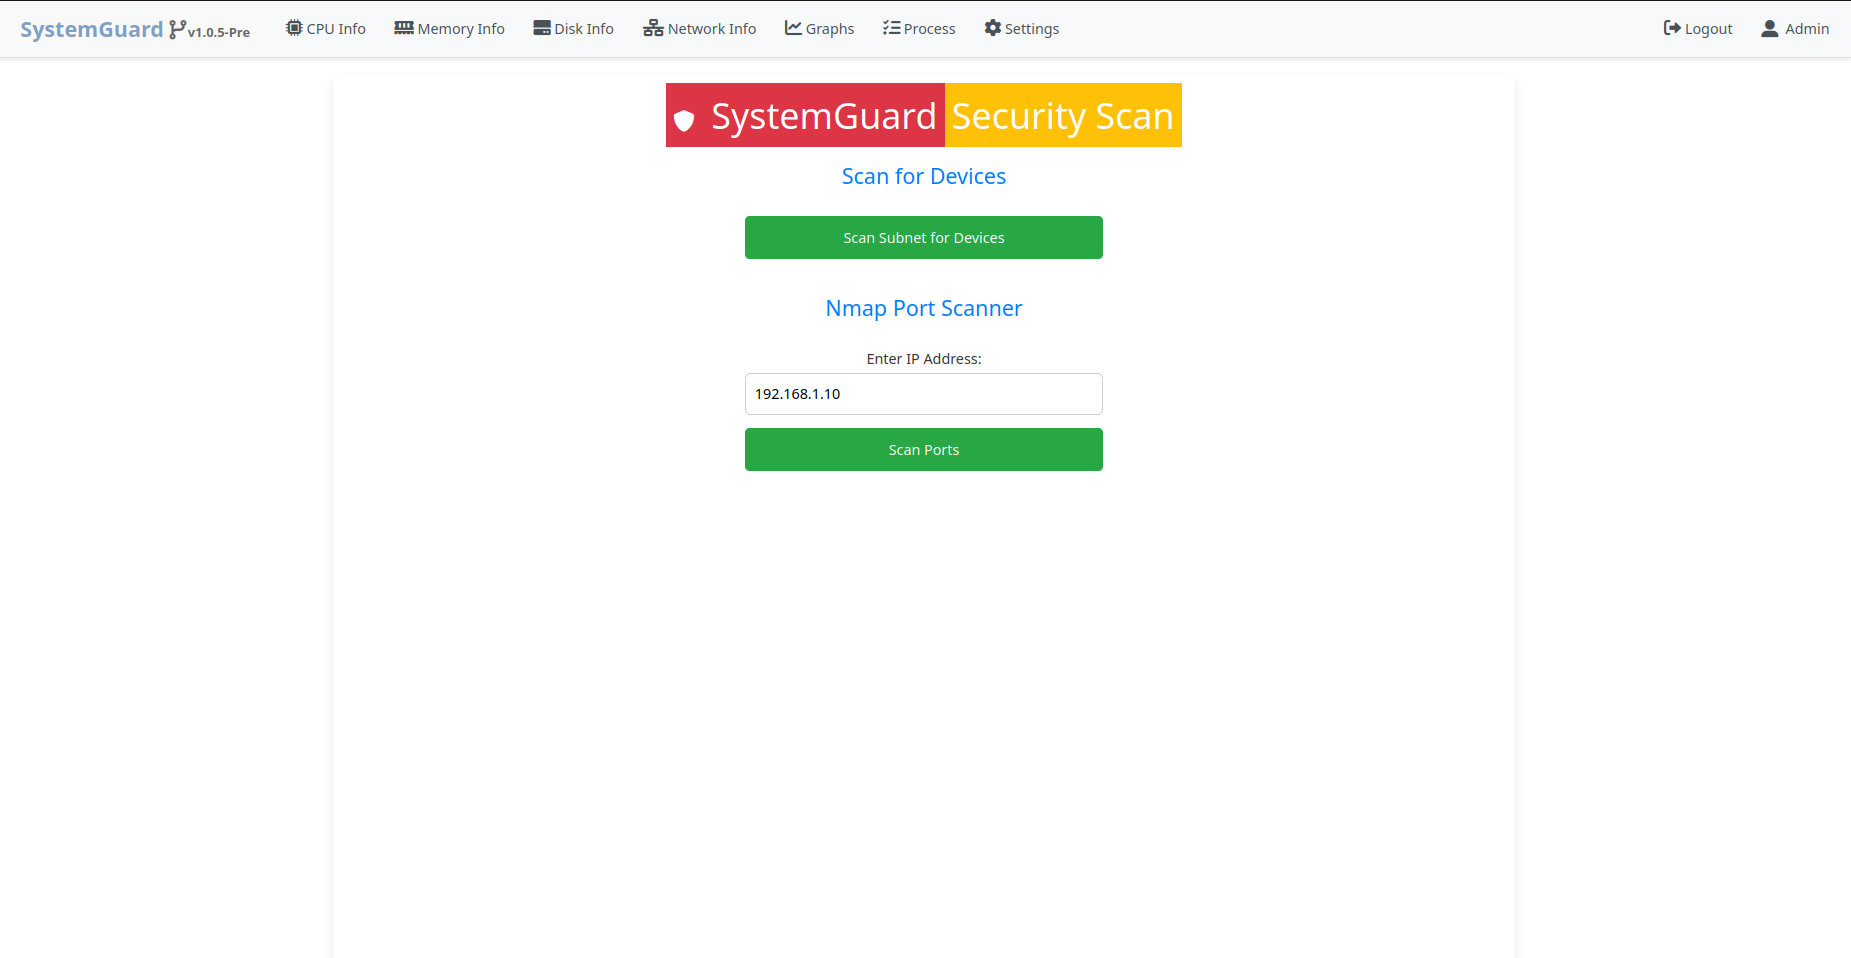 SystemGuard v1.0.5-Pre CPU Info Memory Info Disk Info Network Info Graphs Process Settings Logout Admin
SystemGuard Security Scan
Scan for Devices
Scan Subnet for Devices
Nmap Port Scanner
Enter IP Address:
192.168.1.10
Scan Ports